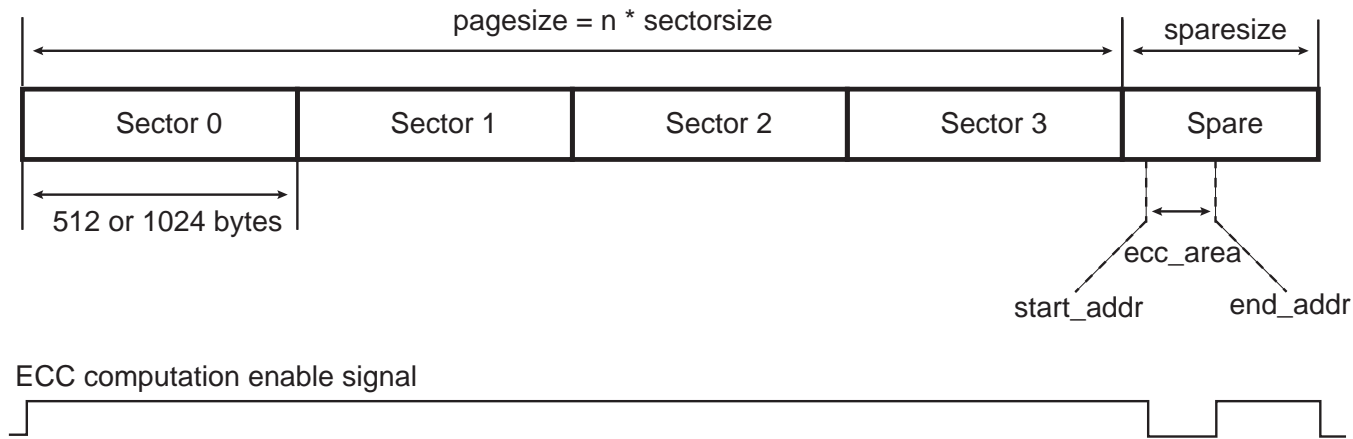 pagesize = n * sectorsize
sparesize
Sector 0
Sector 1
Sector 2
Sector 3
Spare
512 or 1024 bytes
ecc_area
start_addr
end_addr
ECC computation enable signal